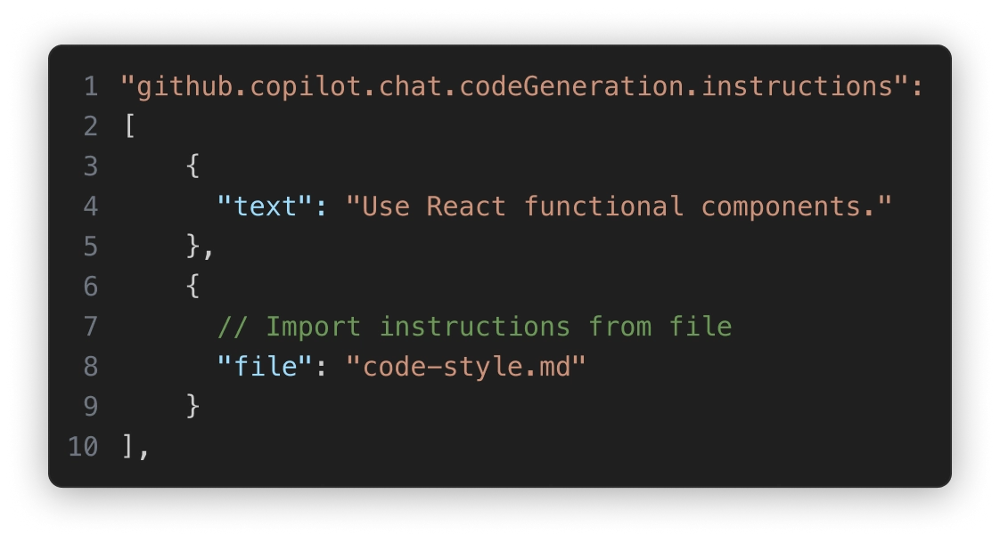 1 "github.copilot.chat.codeGeneration.instructions":
2 [
3     {
4       "text": "Use React functional components."
5     },
6     {
7       // Import instructions from file
8       "file": "code-style.md"
9     }
10 ],